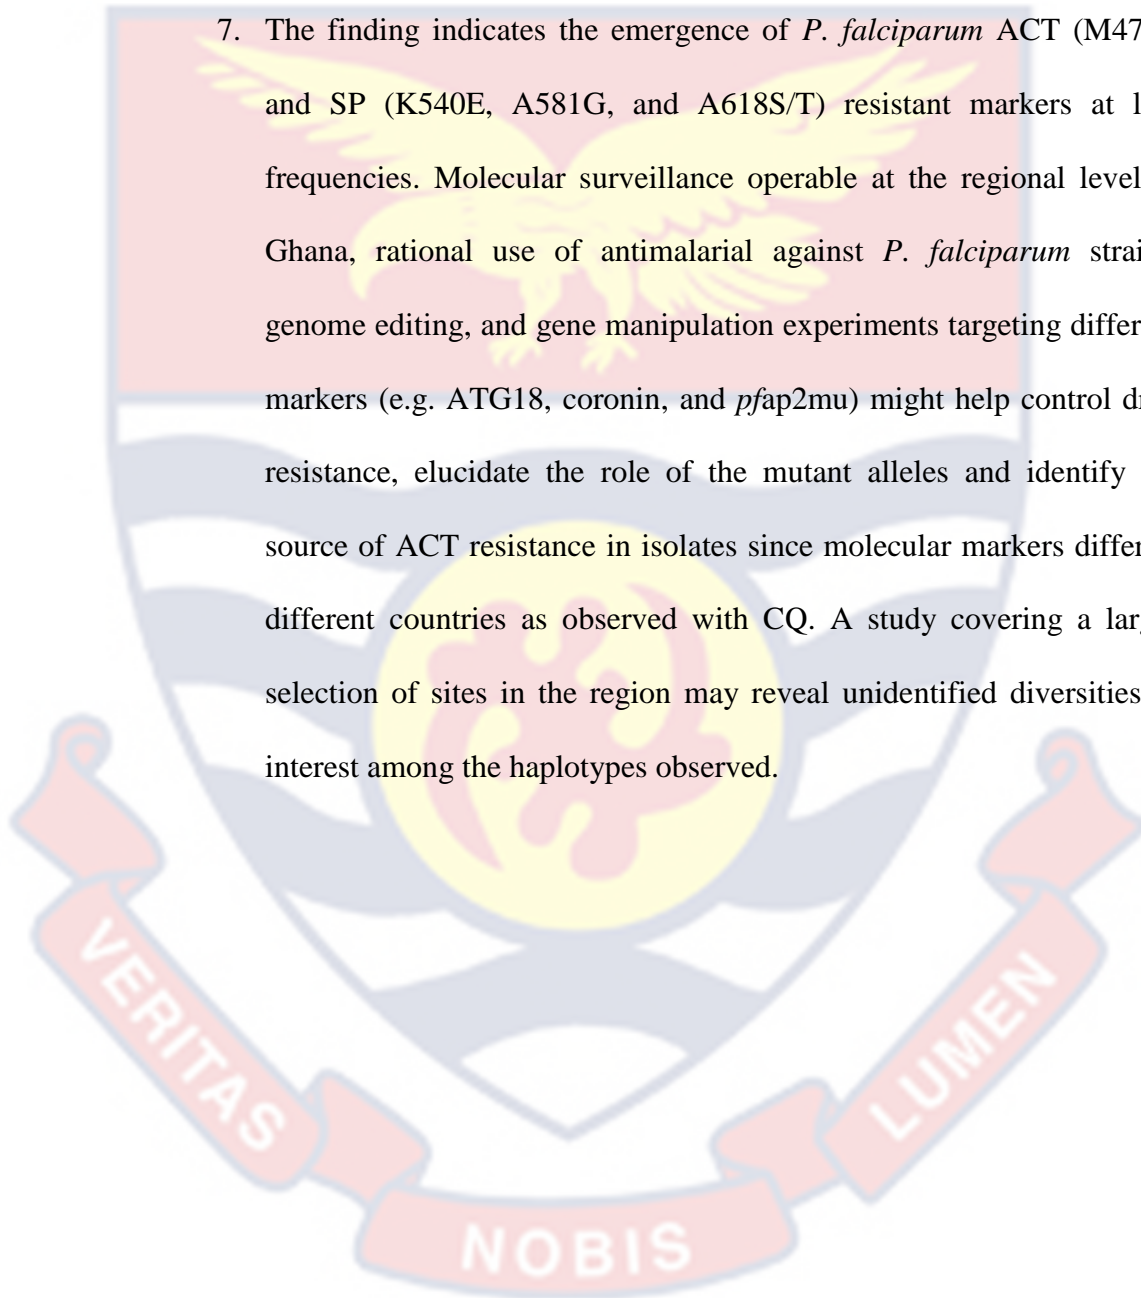 7. The finding indicates the emergence of P. falciparum ACT (M47
and SP (K540E, A581G, and A618S/T) resistant markers at l
frequencies. Molecular surveillance operable at the regional level
Ghana, rational use of antimalarial against P. falciparum strai
genome editing, and gene manipulation experiments targeting differ
markers (e.g. ATG18, coronin, and pfap2mu) might help control dr
resistance, elucidate the role of the mutant alleles and identify
source of ACT resistance in isolates since molecular markers differ
different countries as observed with CQ. A study covering a larg
selection of sites in the region may reveal unidentified diversities
interest among the haplotypes observed.
VERITAS
NOBIS
LUMEN